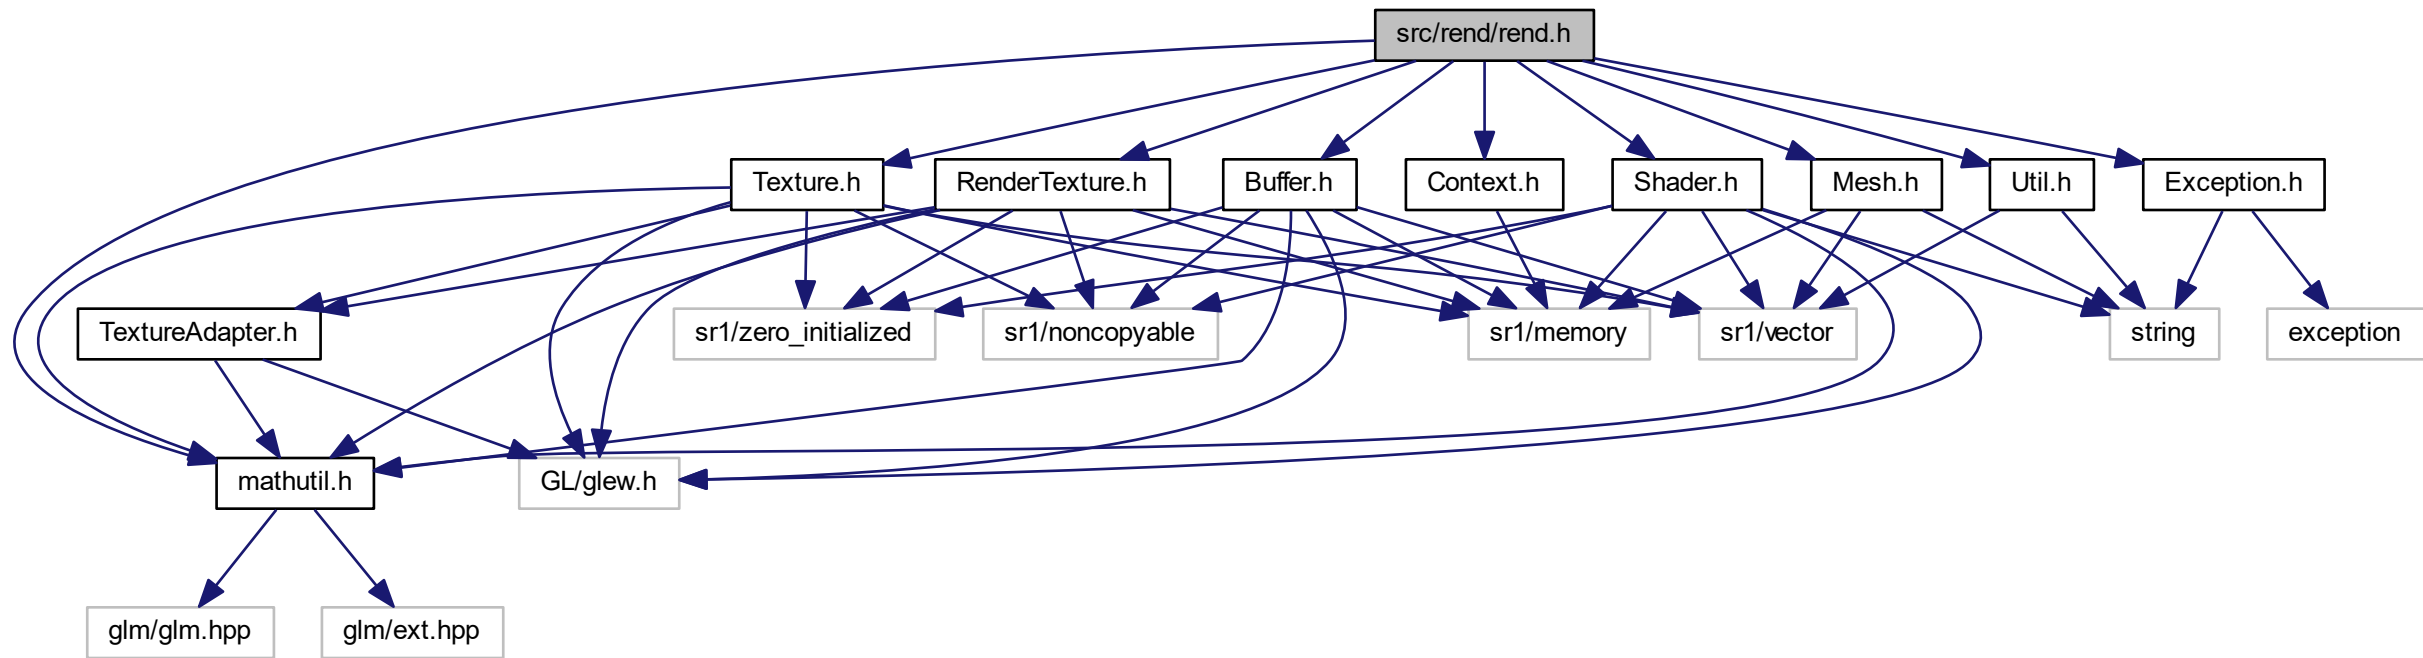 src/rend/rend.h
Texture.h
RenderTexture.h
Buffer.h
Context.h
Shader.h
Mesh.h
Util.h
Exception.h
TextureAdapter.h
sr1/zero_initialized
sr1/noncopyable
sr1/memory
sr1/vector
string
exception
mathutil.h
GL/glew.h
glm/glm.hpp
glm/ext.hpp